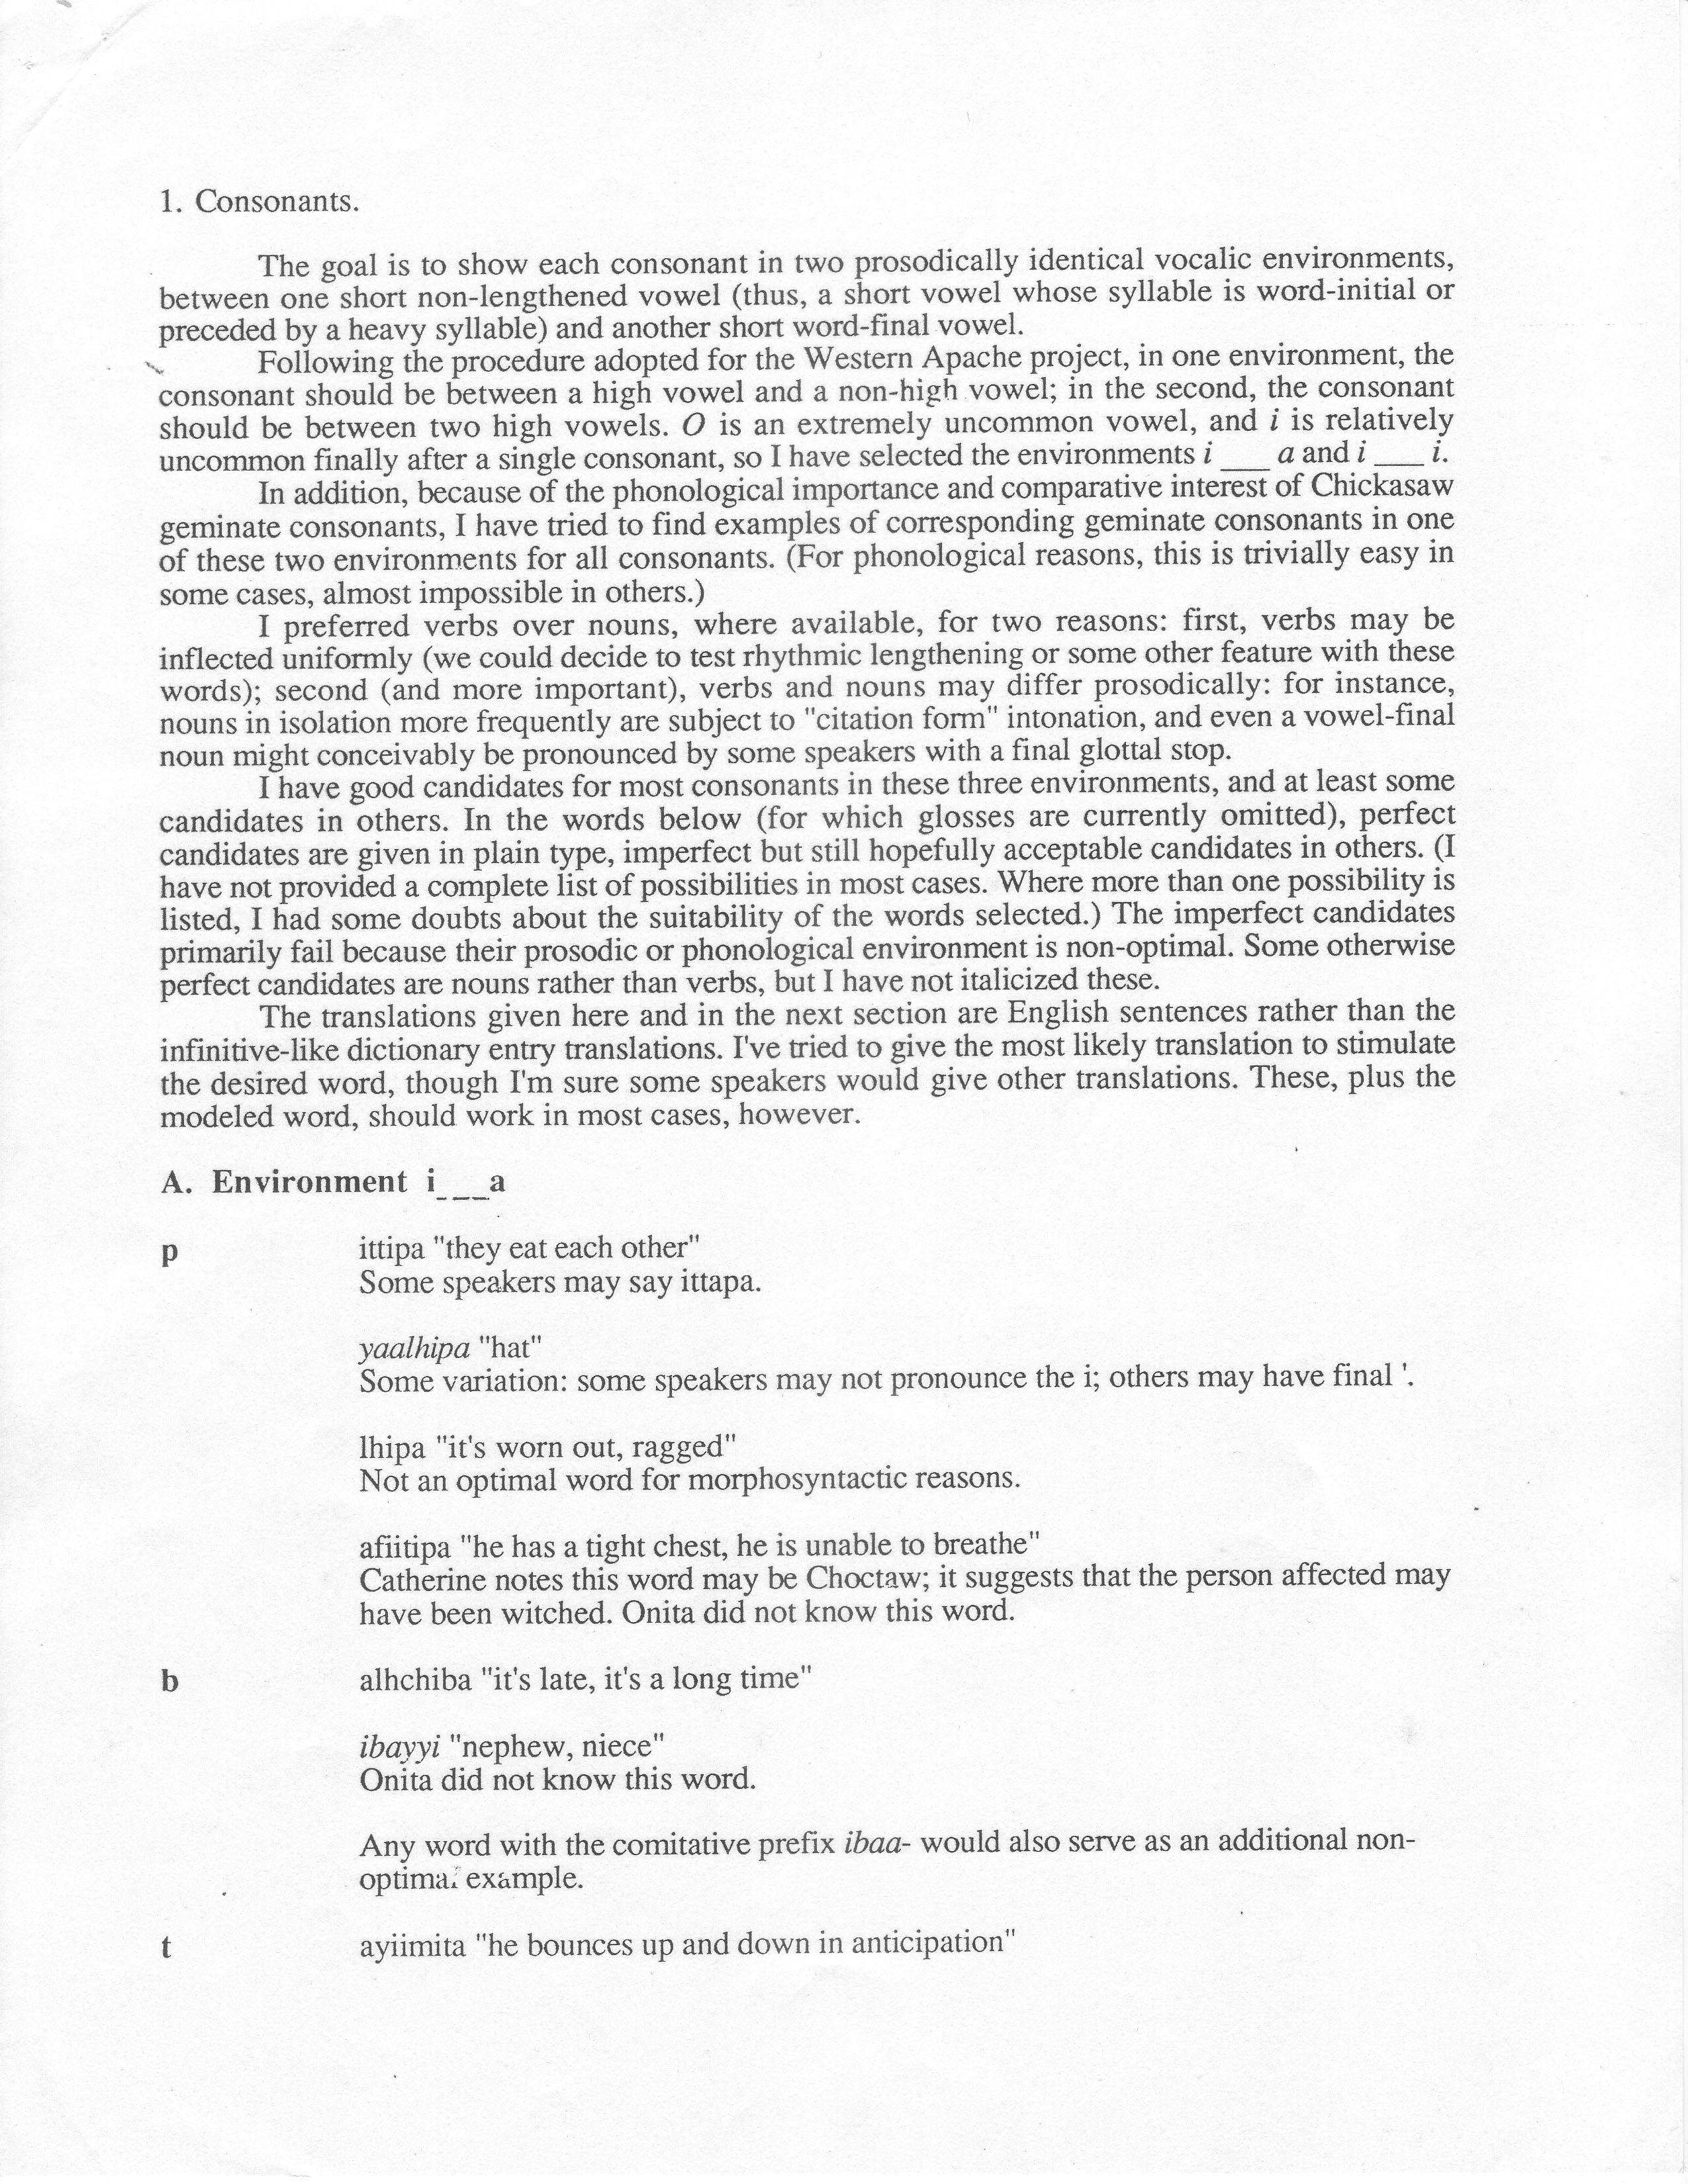 1. Consonants.
The goal is to show each consonant in two prosodically identical vocalic environments,
between one short non-lengthened vowel (thus, a short vowel whose syllable is word-initial or
preceded by a heavy syllable) and another short word-final vowel.
Following the procedure adopted for the Western Apache project, in one environment, the
consonant should be between a high vowel and a non-high vowel; in the second, the consonant
should be between two high vowels. O is an extremely uncommon vowel, and i is relatively
uncommon finally after a single consonant, so I have selected the environments i ___ a and i ___ i.
In addition, because of the phonological importance and comparative interest of Chickasaw
geminate consonants, I have tried to find examples of corresponding geminate consonants in one
of these two environments for all consonants. (For phonological reasons, this is trivially easy in
some cases, almost impossible in others.)
I preferred verbs over nouns, where available, for two reasons: first, verbs may be
inflected uniformly (we could decide to test rhythmic lengthening or some other feature with these
words); second (and more important), verbs and nouns may differ prosodically: for instance,
nouns in isolation more frequently are subject to "citation form" intonation, and even a vowel-final
noun might conceivably be pronounced by some speakers with a final glottal stop.
I have good candidates for most consonants in these three environments, and at least some
candidates in others. In the words below (for which glosses are currently omitted), perfect
candidates are given in plain type, imperfect but still hopefully acceptable candidates in others. (I
have not provided a complete list of possibilities in most cases. Where more than one possibility is
listed, I had some doubts about the suitability of the words selected.) The imperfect candidates
primarily fail because their prosodic or phonological environment is non-optimal. Some otherwise
perfect candidates are nouns rather than verbs, but I have not italicized these.
The translations given here and in the next section are English sentences rather than the
infinitive-like dictionary entry translations. I've tried to give the most likely translation to stimulate
the desired word, though I'm sure some speakers would give other translations. These, plus the
modeled word, should work in most cases, however.
A. Environment i___a
p ittipa "they eat each other"
Some speakers may say ittapa.
yaalhipa "hat"
Some variation: some speakers may not pronounce the i; others may have final '.
lhipa "it's worn out, ragged"
Not an optimal word for morphosyntactic reasons.
afiitipa "he has a tight chest, he is unable to breathe"
Catherine notes this word may be Choctaw; it suggests that the person affected may
have been witched. Onita did not know this word.
b alhchiba "it's late, it's a long time"
ibayyi "nephew, niece"
Onita did not know this word.
Any word with the comitative prefix ibaa- would also serve as an additional non-
optimal example.
t ayiimita "he bounces up and down in anticipation"